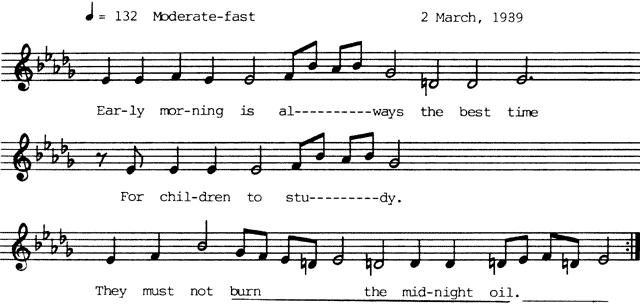 ♩ = 132 Moderate-fast 2 March, 1939
Ear-ly mor-ning is al----------ways the best time
For chil-dren to stu---------dy.
They must not burn the mid-night oil.